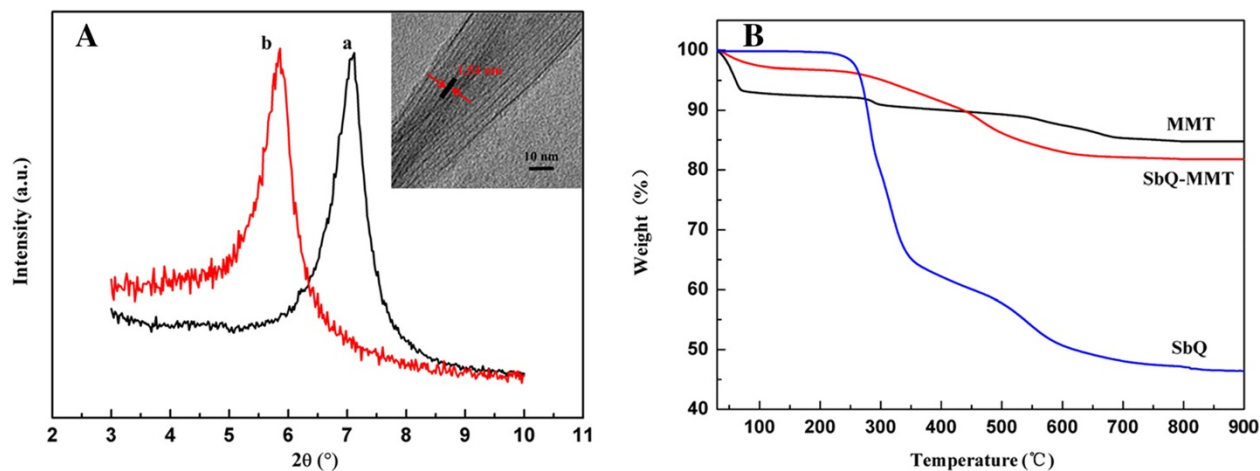 A
b
a
1.54 nm
10 nm
Intensity (a.u.)
2 3 4 5 6 7 8 9 10 11
2θ (°)
B
100
90
80
70
60
50
40
Weight (%)
MMT
SbQ-MMT
SbQ
100 200 300 400 500 600 700 800 900
Temperature (℃)